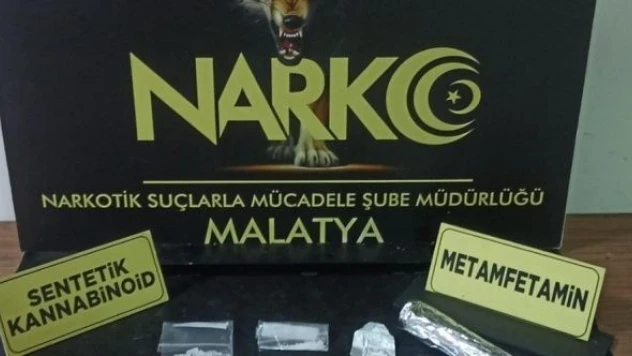 NARKO
NARKOTİK SUÇLARLA MÜCADELE ŞUBE MÜDÜRLÜĞÜ
MALATYA
SENTETİK
KANNABİNOİD
METAMFETAMİN